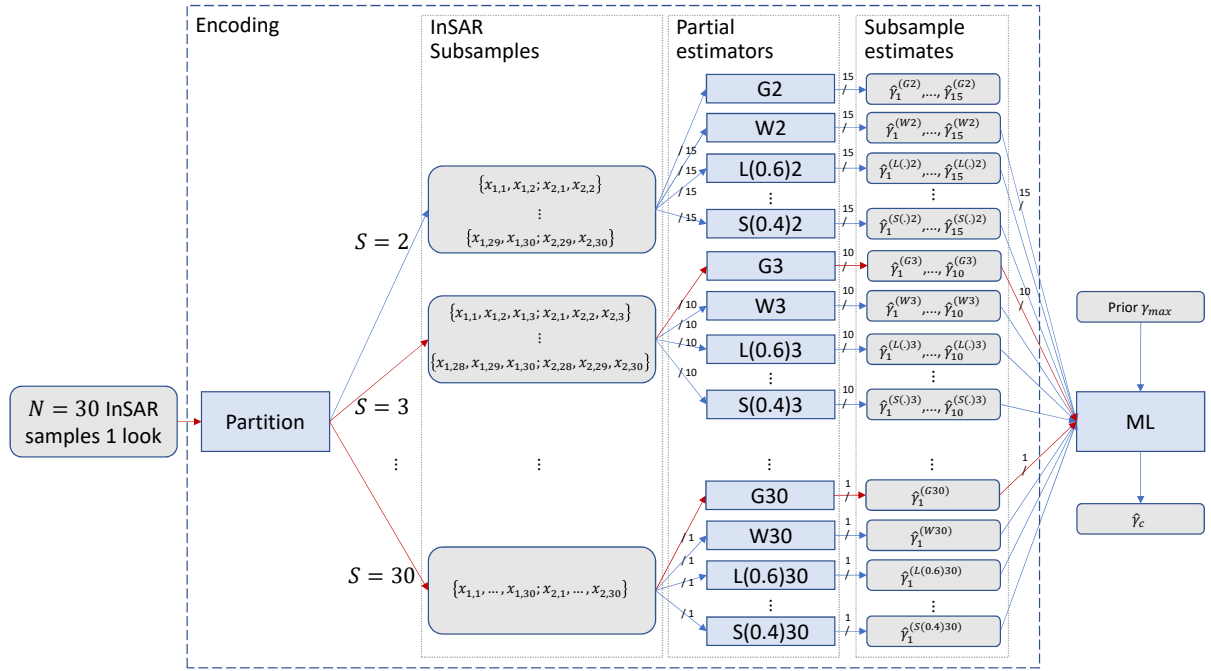 Encoding
InSAR
Subsamples
Partial
estimators
Subsample
estimates
N = 30 InSAR
samples 1 look
Partition
S = 2
S = 3
⋮
S = 30
{x₁,₁, x₁,₂; x₂,₁, x₂,₂}
⋮
{x₁,₂₉, x₁,₃₀; x₂,₂₉, x₂,₃₀}
{x₁,₁, x₁,₂, x₁,₃; x₂,₁, x₂,₂, x₂,₃}
⋮
{x₁,₂₈, x₁,₂₉, x₁,₃₀; x₂,₂₈, x₂,₂₉, x₂,₃₀}
⋮
{x₁,₁, …, x₁,₃₀; x₂,₁, …, x₂,₃₀}
/ 15
/ 15
/ 15
/ 15
G2
15
/
γ̂₁^(G2),…, γ̂₁₅^(G2)
W2
15
/
γ̂₁^(W2),…, γ̂₁₅^(W2)
L(0.6)2
15
/
γ̂₁^(L(.)2),…, γ̂₁₅^(L(.)2)
⋮
⋮
S(0.4)2
15
/
γ̂₁^(S(.)2),…, γ̂₁₅^(S(.)2)
15
/
/ 10
/ 10
/ 10
/ 10
G3
10
/
γ̂₁^(G3),…, γ̂₁₀^(G3)
W3
10
/
γ̂₁^(W3),…, γ̂₁₀^(W3)
L(0.6)3
10
/
γ̂₁^(L(.)3),…, γ̂₁₀^(L(.)3)
⋮
⋮
S(0.4)3
10
/
γ̂₁^(S(.)3),…, γ̂₁₀^(S(.)3)
10
/
⋮
⋮
/ 1
/ 1
/ 1
/ 1
G30
1
/
γ̂₁^(G30)
W30
1
/
γ̂₁^(W30)
L(0.6)30
1
/
γ̂₁^(L(0.6)30)
⋮
⋮
S(0.4)30
1
/
γ̂₁^(S(0.4)30)
1
/
Prior γₘₐₓ
ML
γ̂_c